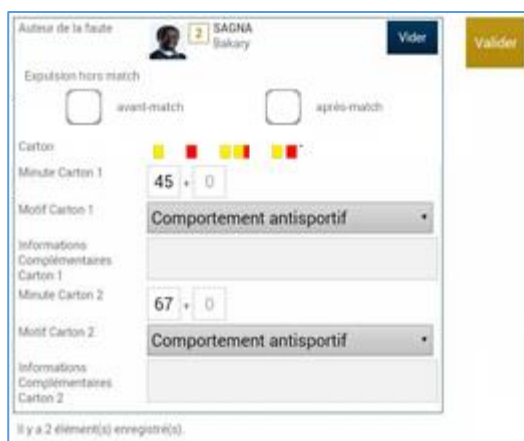 Auteur de la faute
2 SAGNA
Bakary
Vider
Valider
Expulsion hors match
avant-match
après-match
Carton
Minute Carton 1
45 + 0
Motif Carton 1
Comportement antisportif
Informations
Complémentaires
Carton 1
Minute Carton 2
67 + 0
Motif Carton 2
Comportement antisportif
Informations
Complémentaires
Carton 2
Il y a 2 élément(s) enregistré(s).